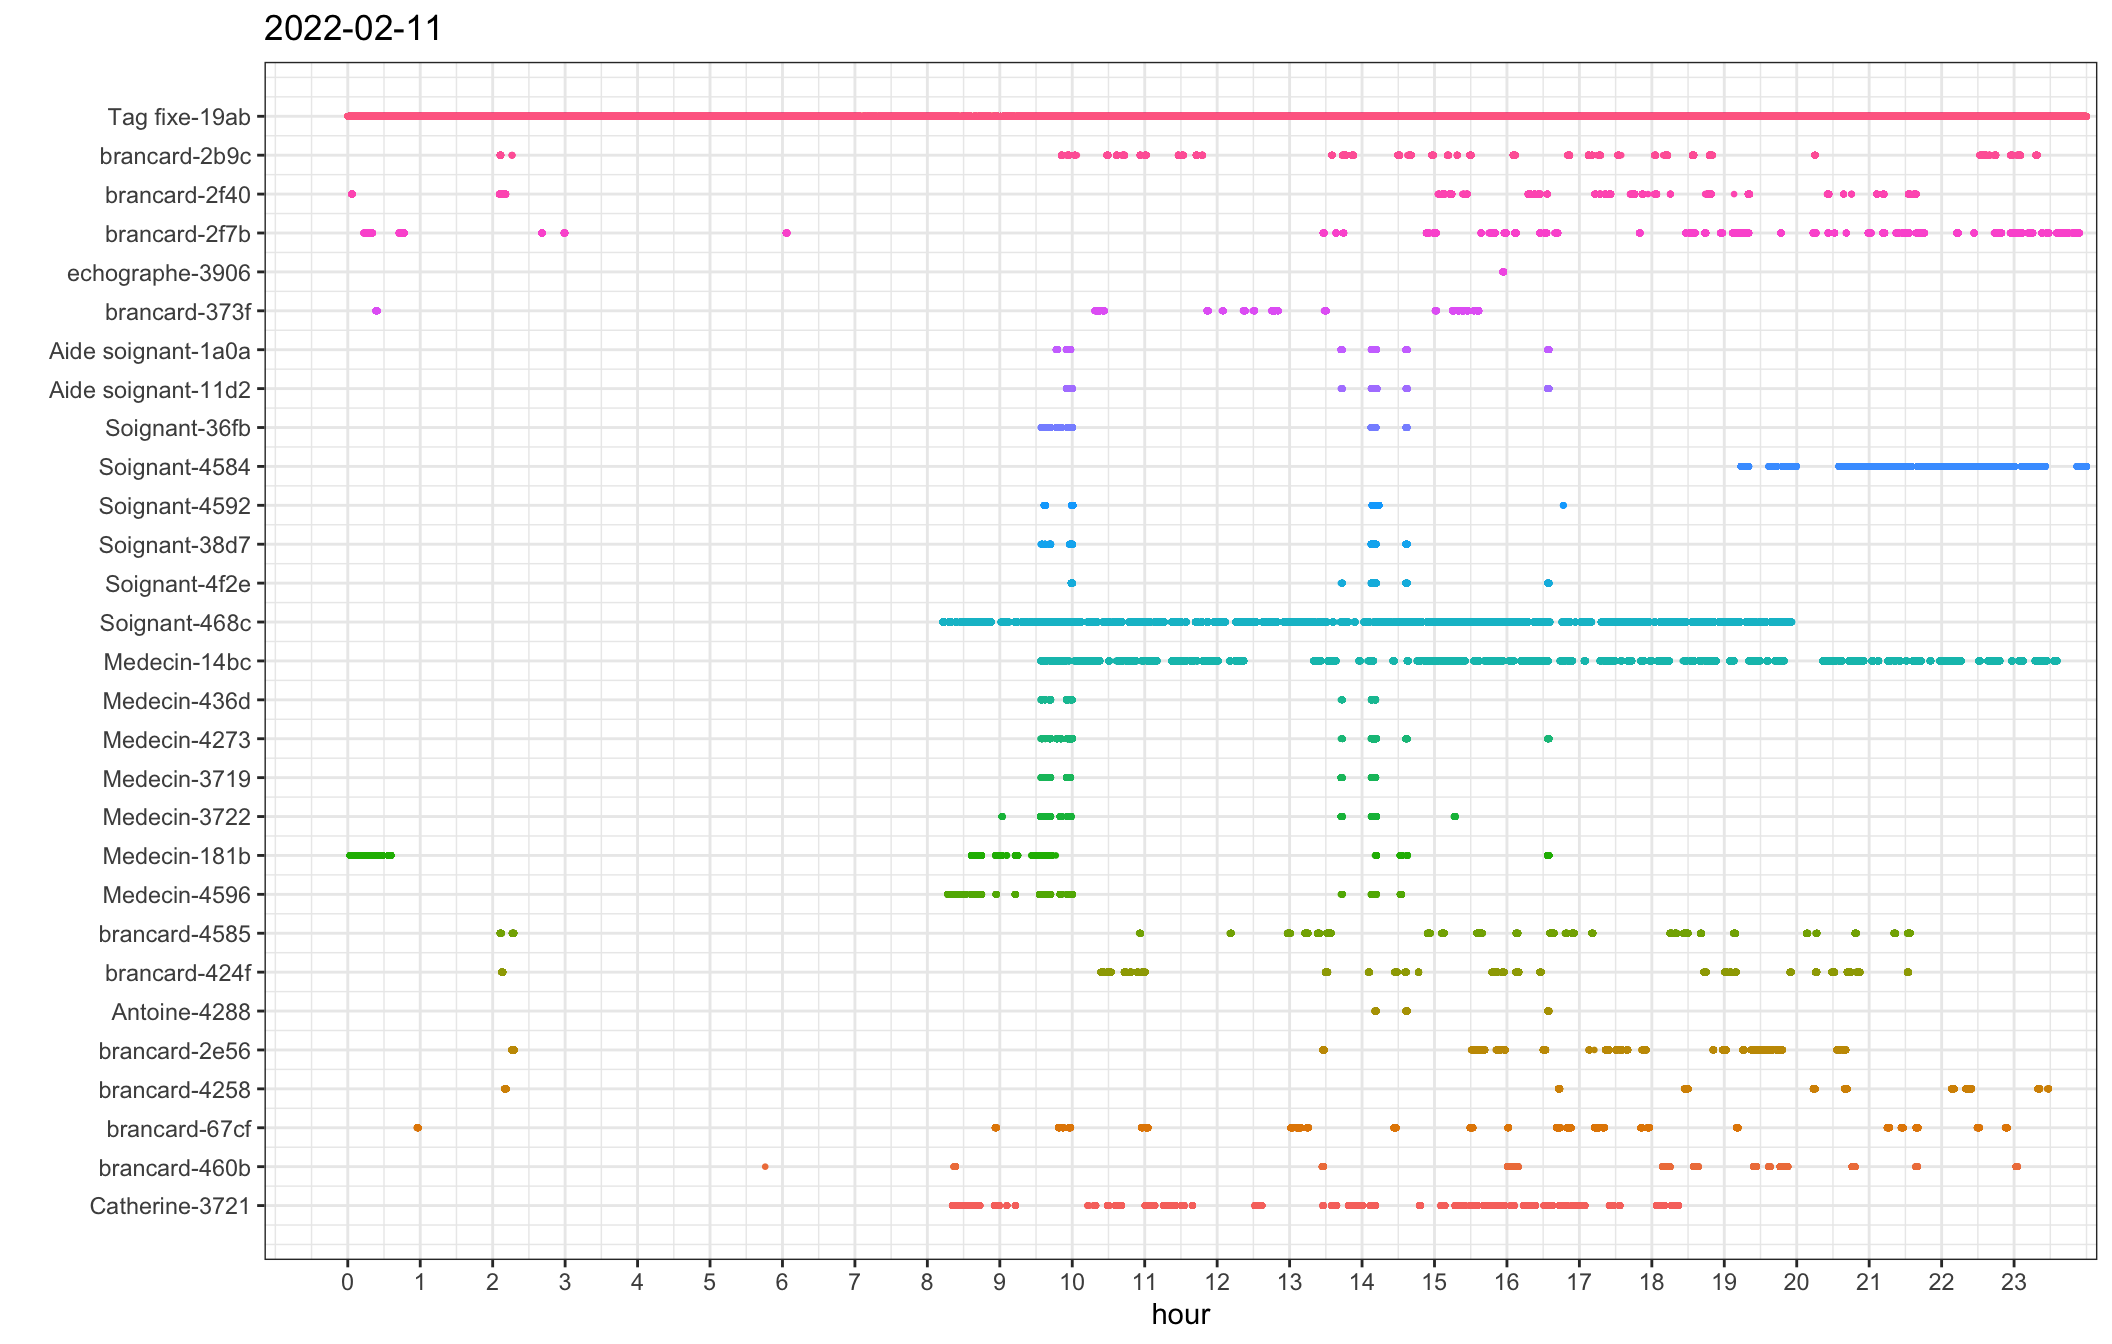 2022-02-11
Tag fixe-19ab
brancard-2b9c
brancard-2f40
brancard-2f7b
echographe-3906
brancard-373f
Aide soignant-1a0a
Aide soignant-11d2
Soignant-36fb
Soignant-4584
Soignant-4592
Soignant-38d7
Soignant-4f2e
Soignant-468c
Medecin-14bc
Medecin-436d
Medecin-4273
Medecin-3719
Medecin-3722
Medecin-181b
Medecin-4596
brancard-4585
brancard-424f
Antoine-4288
brancard-2e56
brancard-4258
brancard-67cf
brancard-460b
Catherine-3721
0 1 2 3 4 5 6 7 8 9 10 11 12 13 14 15 16 17 18 19 20 21 22 23
hour